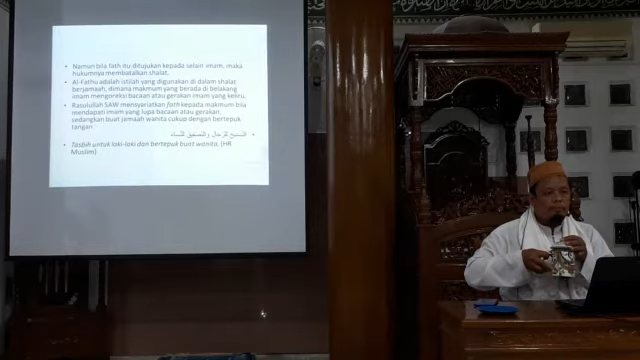 • Namun bila fath itu ditujukan kepada selain imam, maka
hukumnya membatalkan shalat.
• Al-Fathu adalah istilah yang digunakan di dalam shalat
berjamaah, dimana makmum yang berada di belakang
imam mengoreksi bacaan atau gerakan imam yang keliru.
• Rasulullah SAW mensyariatkan fath kepada makmum bila
mendapati imam yang lupa bacaan atau gerakan,
sedangkan buat jamaah wanita cukup dengan bertepuk
tangan
• التسبيح للرجال والتصفيق للنساء
• Tasbih untuk laki-laki dan bertepuk buat wanita. (HR
Muslim)